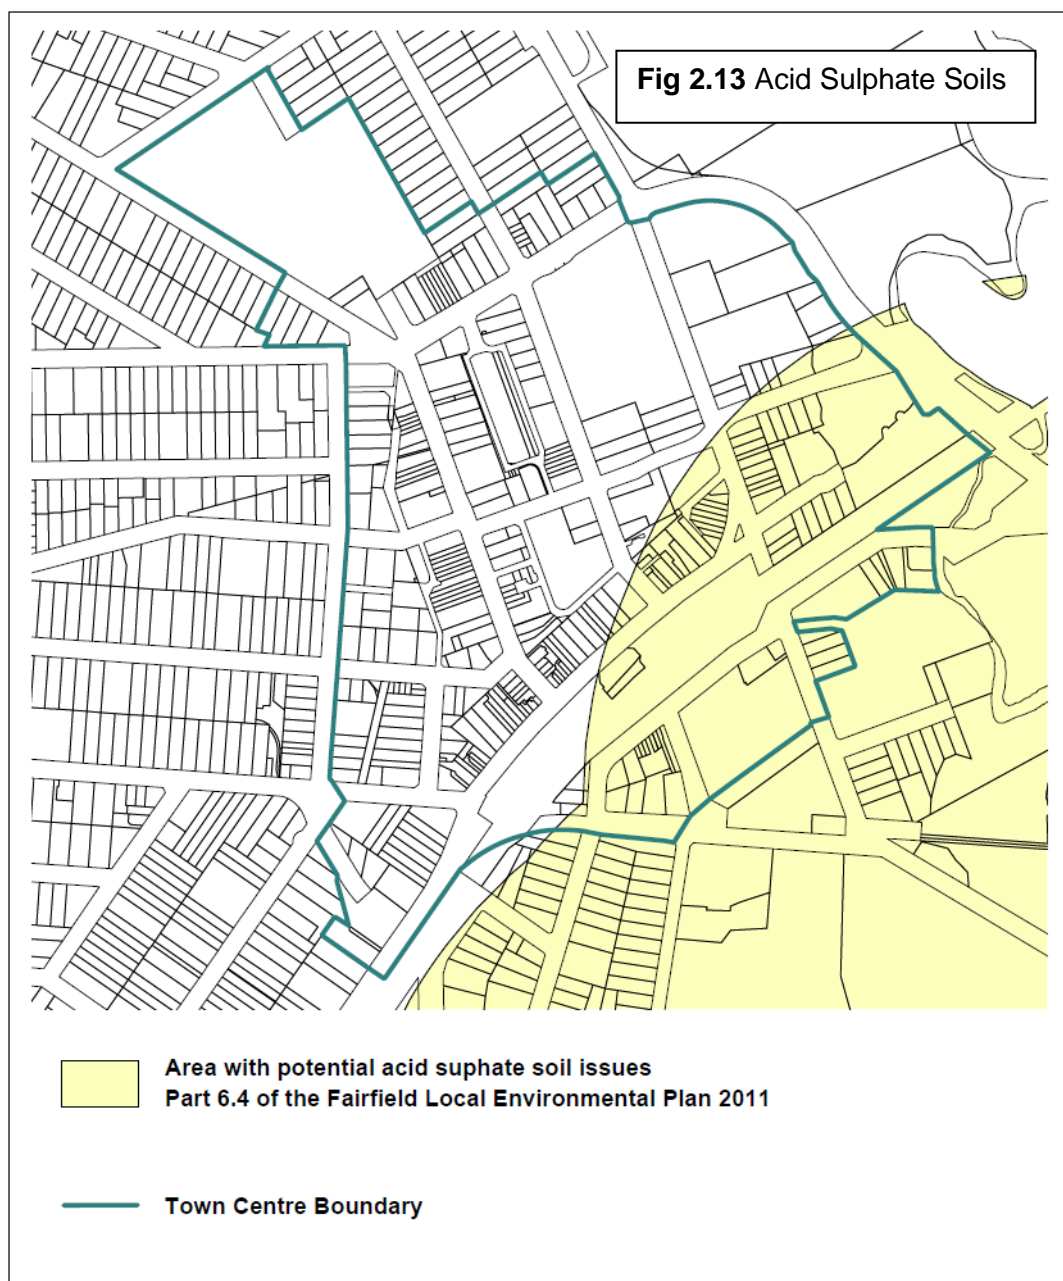 Fig 2.13 Acid Sulphate Soils
Area with potential acid suphate soil issues
Part 6.4 of the Fairfield Local Environmental Plan 2011
Town Centre Boundary